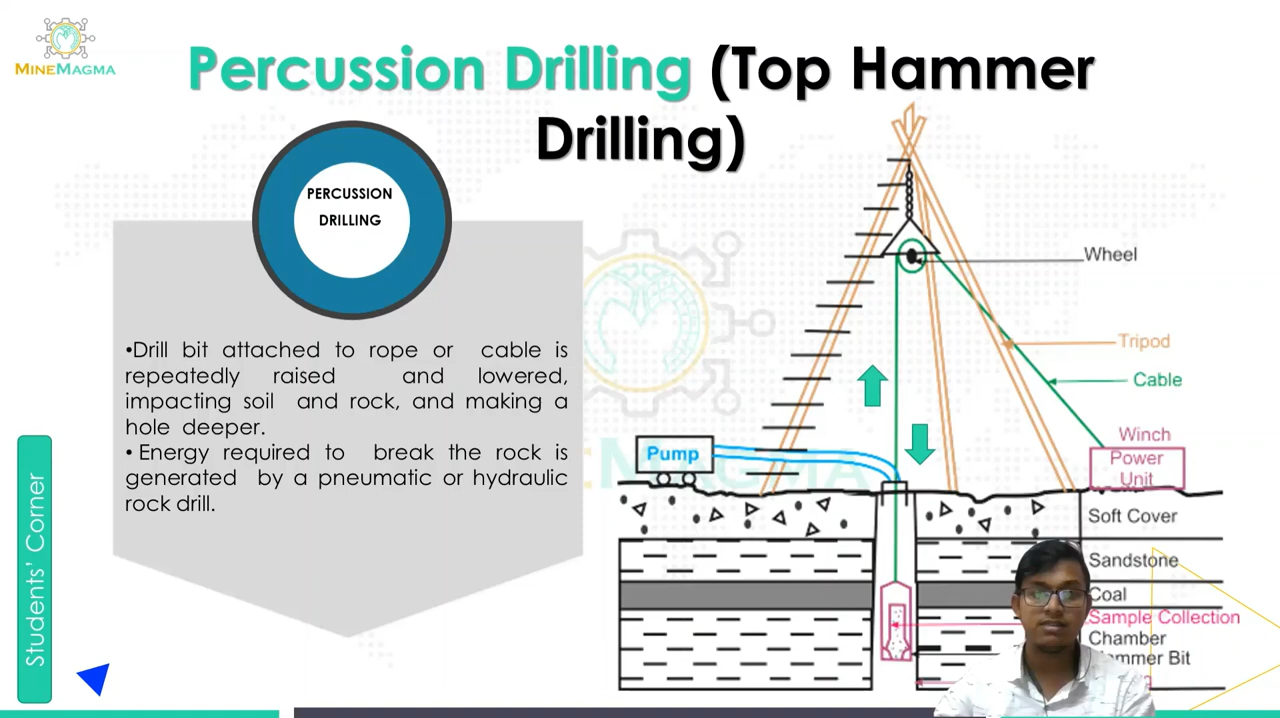 MINEMAGMA
Percussion Drilling (Top Hammer
Drilling)
PERCUSSION
DRILLING
•Drill bit attached to rope or cable is
repeatedly raised and lowered,
impacting soil and rock, and making a
hole deeper.
• Energy required to break the rock is
generated by a pneumatic or hydraulic
rock drill.
Students' Corner
Wheel
Tripod
Cable
Winch
Power
Unit
Pump
Soft Cover
Sandstone
Coal
Sample Collection
Chamber
Bit